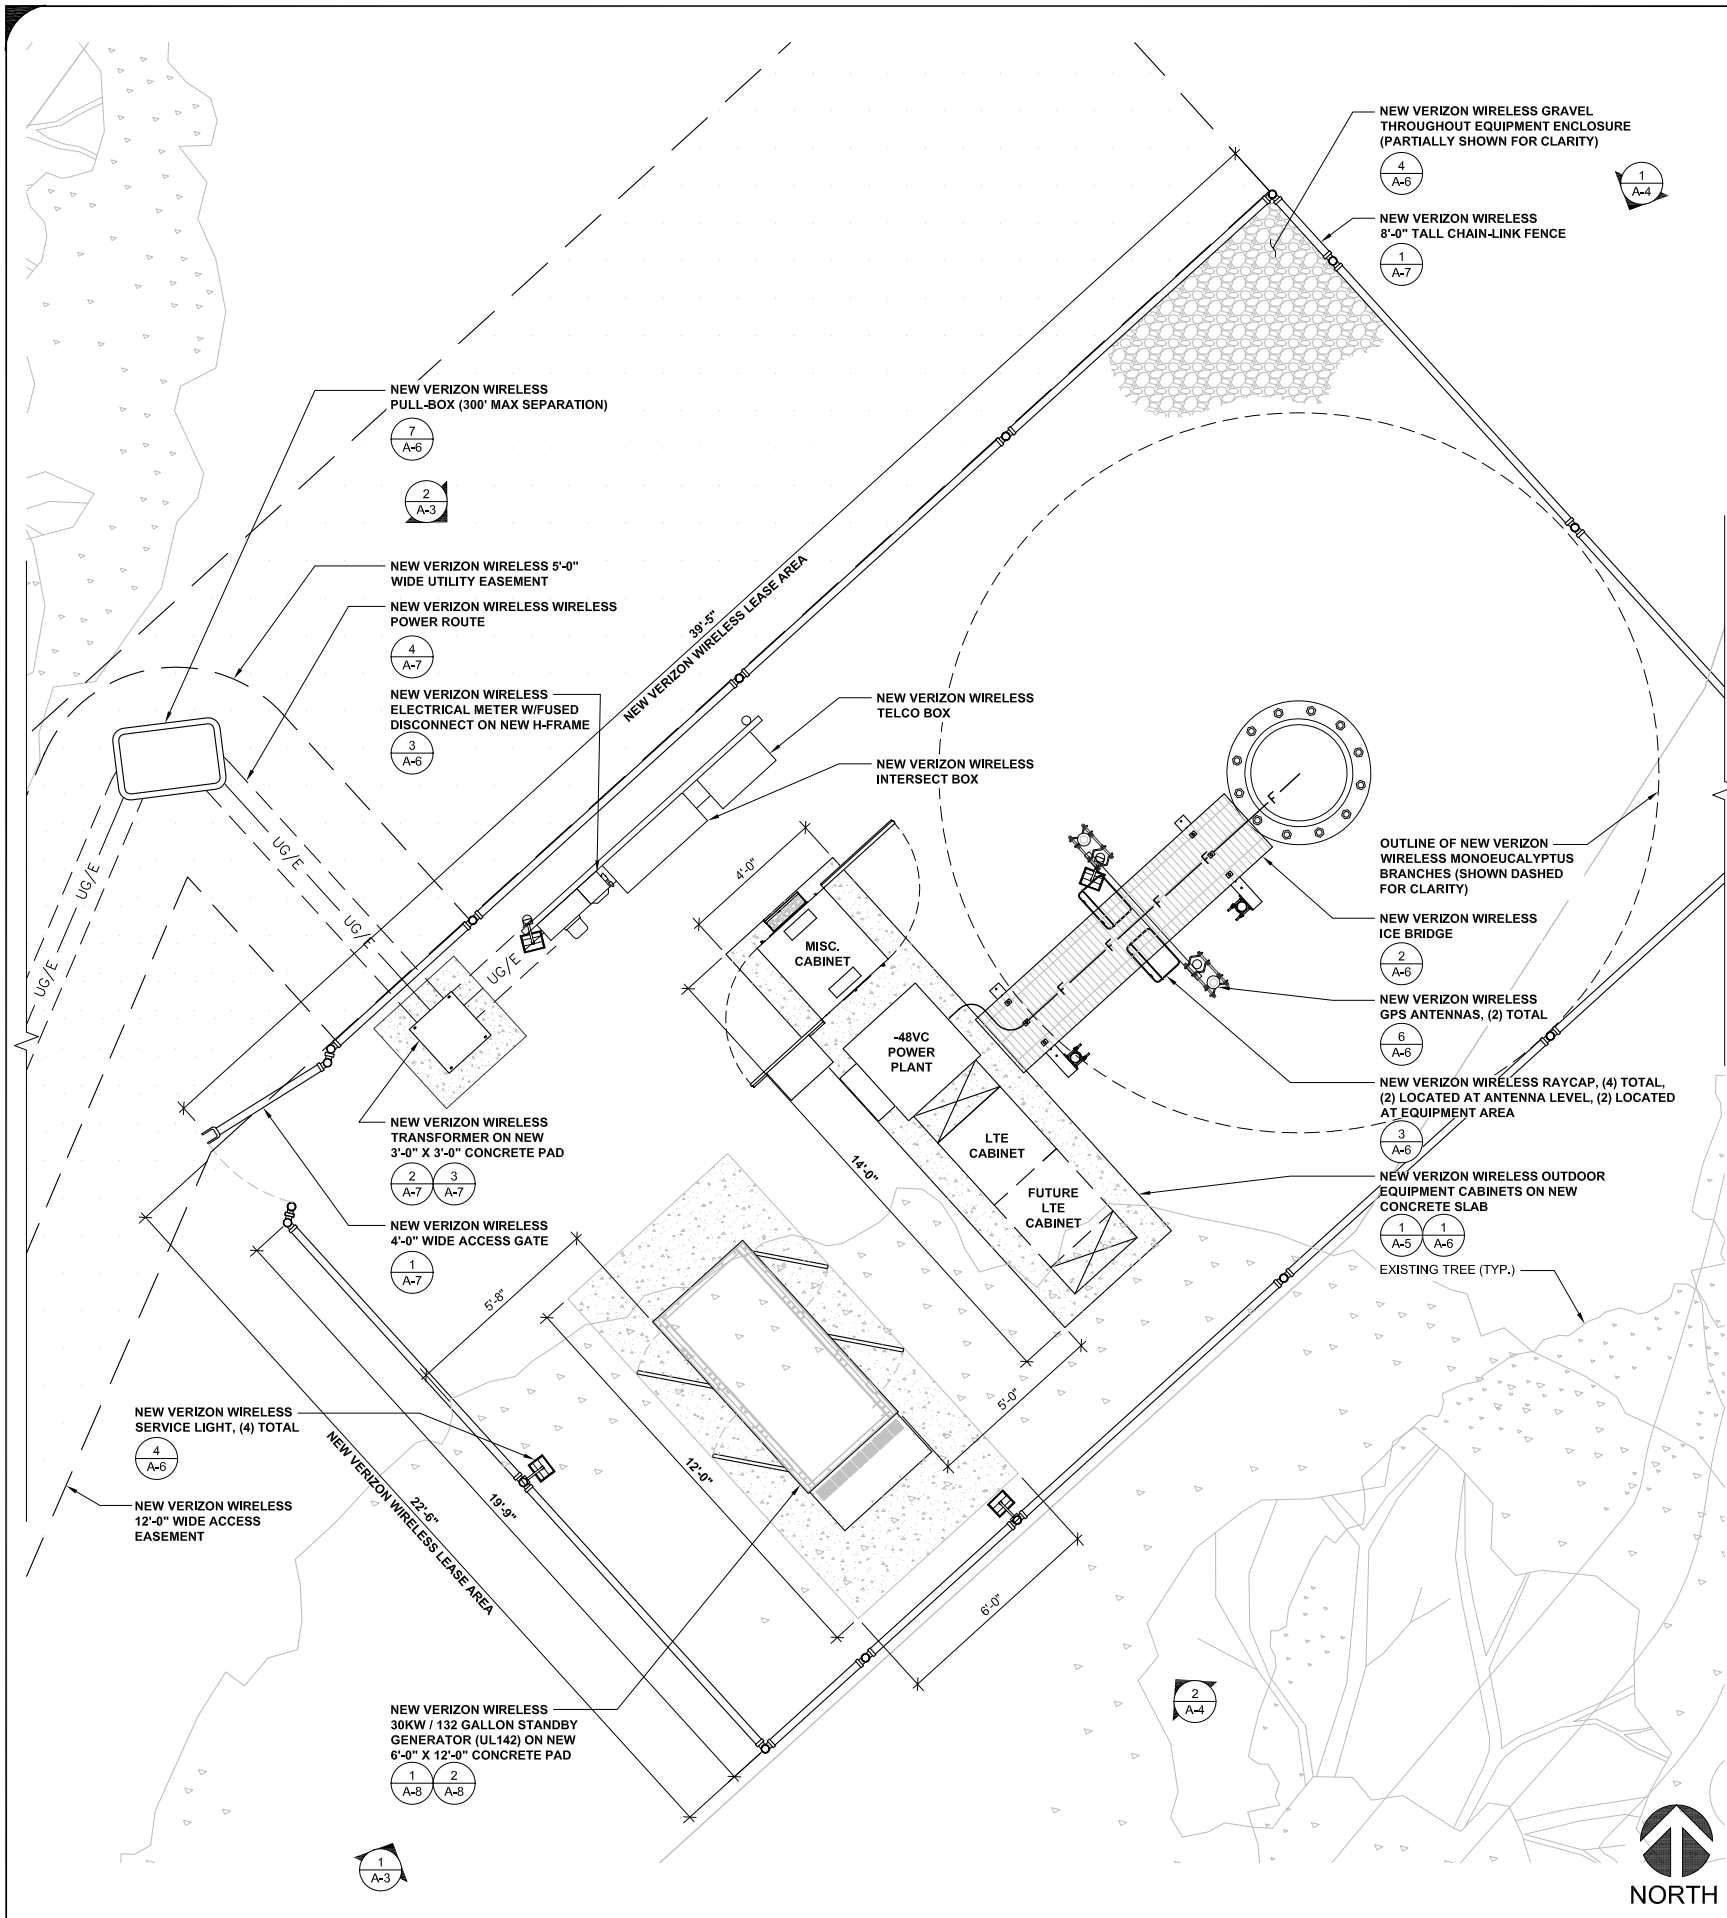 NEW VERIZON WIRELESS GRAVEL
THROUGHOUT EQUIPMENT ENCLOSURE
(PARTIALLY SHOWN FOR CLARITY)
4
A-6
1
A-4
NEW VERIZON WIRELESS
8'-0" TALL CHAIN-LINK FENCE
1
A-7
NEW VERIZON WIRELESS
PULL-BOX (300' MAX SEPARATION)
7
A-6
2
A-3
NEW VERIZON WIRELESS 5'-0"
WIDE UTILITY EASEMENT
NEW VERIZON WIRELESS WIRELESS
POWER ROUTE
4
A-7
NEW VERIZON WIRELESS
ELECTRICAL METER W/FUSED
DISCONNECT ON NEW H-FRAME
3
A-6
39'-5"
NEW VERIZON WIRELESS LEASE AREA
NEW VERIZON WIRELESS
TELCO BOX
NEW VERIZON WIRELESS
INTERSECT BOX
UG/E
UG/E
UG/E
UG/E
UG/E
4'-0"
MISC.
CABINET
-48VC
POWER
PLANT
LTE
CABINET
FUTURE
LTE
CABINET
F
F
F
F
F
F
OUTLINE OF NEW VERIZON
WIRELESS MONOEUCALYPTUS
BRANCHES (SHOWN DASHED
FOR CLARITY)
NEW VERIZON WIRELESS
ICE BRIDGE
2
A-6
NEW VERIZON WIRELESS
GPS ANTENNAS, (2) TOTAL
6
A-6
NEW VERIZON WIRELESS RAYCAP, (4) TOTAL,
(2) LOCATED AT ANTENNA LEVEL, (2) LOCATED
AT EQUIPMENT AREA
3
A-6
NEW VERIZON WIRELESS OUTDOOR
EQUIPMENT CABINETS ON NEW
CONCRETE SLAB
1
A-5
1
A-6
EXISTING TREE (TYP.)
NEW VERIZON WIRELESS
TRANSFORMER ON NEW
3'-0" X 3'-0" CONCRETE PAD
2
A-7
3
A-7
NEW VERIZON WIRELESS
4'-0" WIDE ACCESS GATE
1
A-7
14'-0"
5'-8"
5'-0"
12'-0"
6'-0"
19'-9"
22'-6"
NEW VERIZON WIRELESS LEASE AREA
NEW VERIZON WIRELESS
SERVICE LIGHT, (4) TOTAL
4
A-6
NEW VERIZON WIRELESS
12'-0" WIDE ACCESS
EASEMENT
NEW VERIZON WIRELESS
30KW / 132 GALLON STANDBY
GENERATOR (UL142) ON NEW
6'-0" X 12'-0" CONCRETE PAD
1
A-8
2
A-8
2
A-4
1
A-3
NORTH